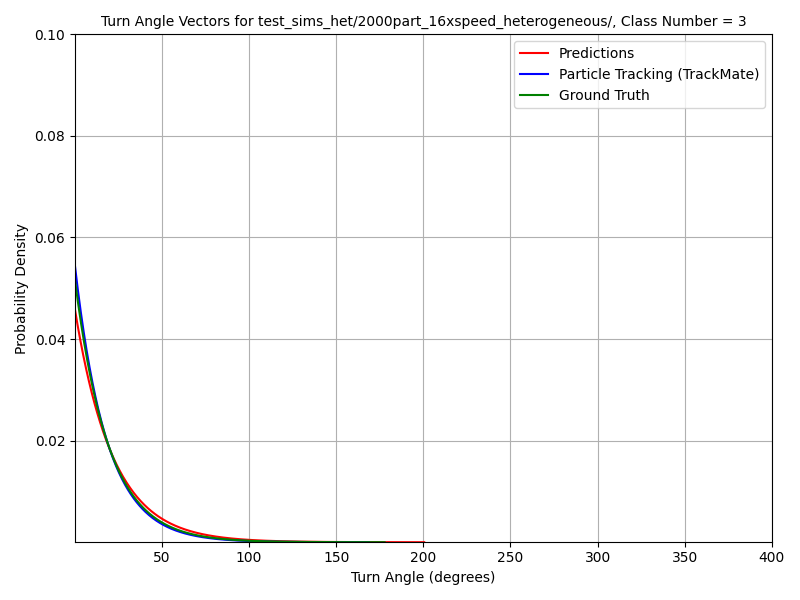 Turn Angle Vectors for test_sims_het/2000part_16xspeed_heterogeneous/, Class Number = 3
Predictions
Particle Tracking (TrackMate)
Ground Truth
Probability Density
0.10
0.08
0.06
0.04
0.02
50 100 150 200 250 300 350 400
Turn Angle (degrees)